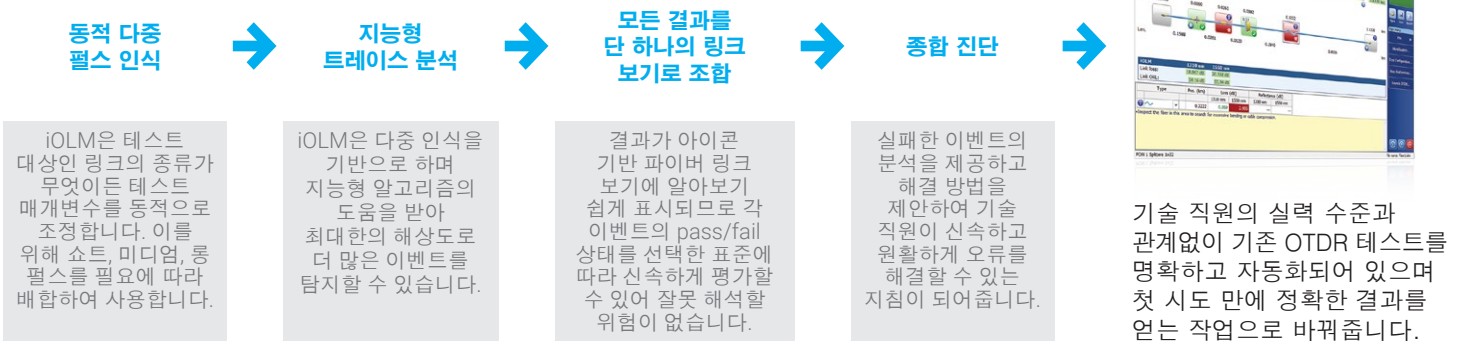 동적 다중
펄스 인식
iOLM은 테스트
대상인 링크의 종류가
무엇이든 테스트
매개변수를 동적으로
조정합니다. 이를
위해 쇼트, 미디엄, 롱
펄스를 필요에 따라
배합하여 사용합니다.
지능형
트레이스 분석
iOLM은 다중 인식을
기반으로 하며
지능형 알고리즘의
도움을 받아
최대한의 해상도로
더 많은 이벤트를
탐지할 수 있습니다.
모든 결과를
단 하나의 링크
보기로 조합
결과가 아이콘
기반 파이버 링크
보기에 알아보기
쉽게 표시되므로 각
이벤트의 pass/fail
상태를 선택한 표준에
따라 신속하게 평가할
수 있어 잘못 해석할
위험이 없습니다.
종합 진단
실패한 이벤트의
분석을 제공하고
해결 방법을
제안하여 기술
직원이 신속하고
원활하게 오류를
해결할 수 있는
지침이 되어줍니다.
iOLM
Link loss:
Link ORL:
Type Pos. (km) Loss (dB) Reflectance (dB)
0.3222
기술 직원의 실력 수준과
관계없이 기존 OTDR 테스트를
명확하고 자동화되어 있으며
첫 시도 만에 정확한 결과를
얻는 작업으로 바꿔줍니다.